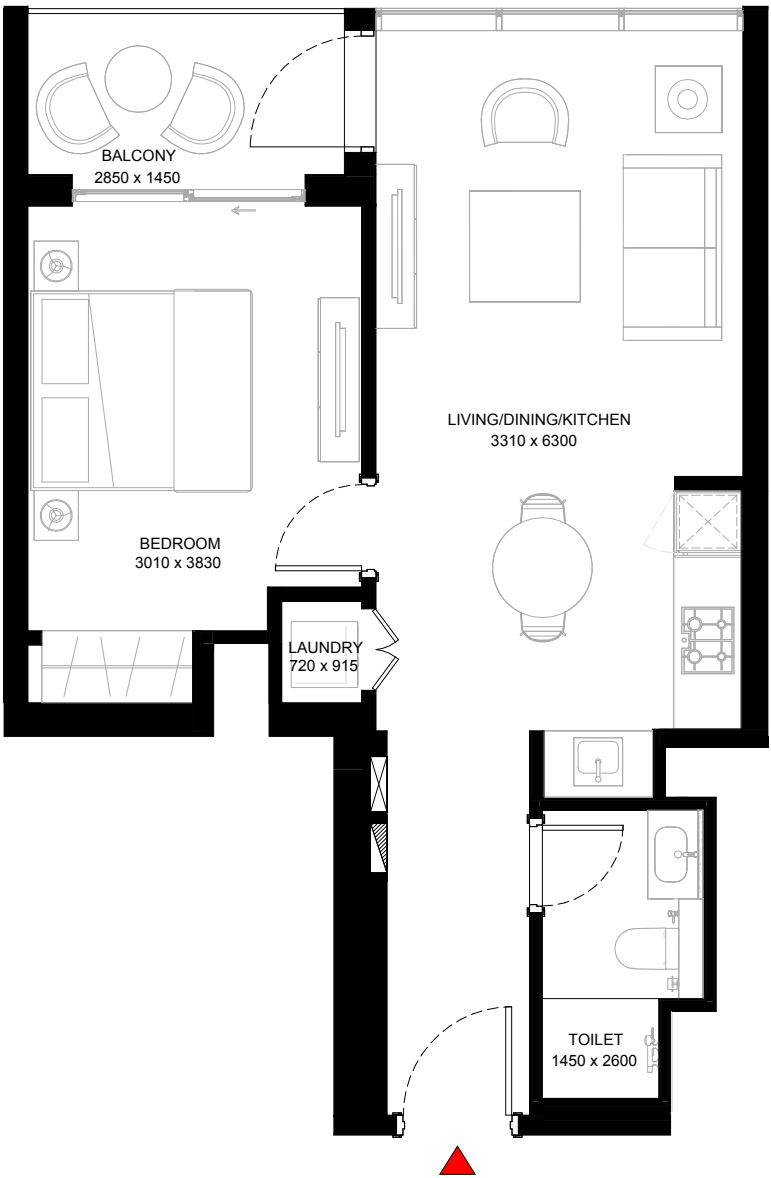 BALCONY
2850 x 1450
LIVING/DINING/KITCHEN
3310 x 6300
BEDROOM
3010 x 3830
LAUNDRY
720 x 915
TOILET
1450 x 2600